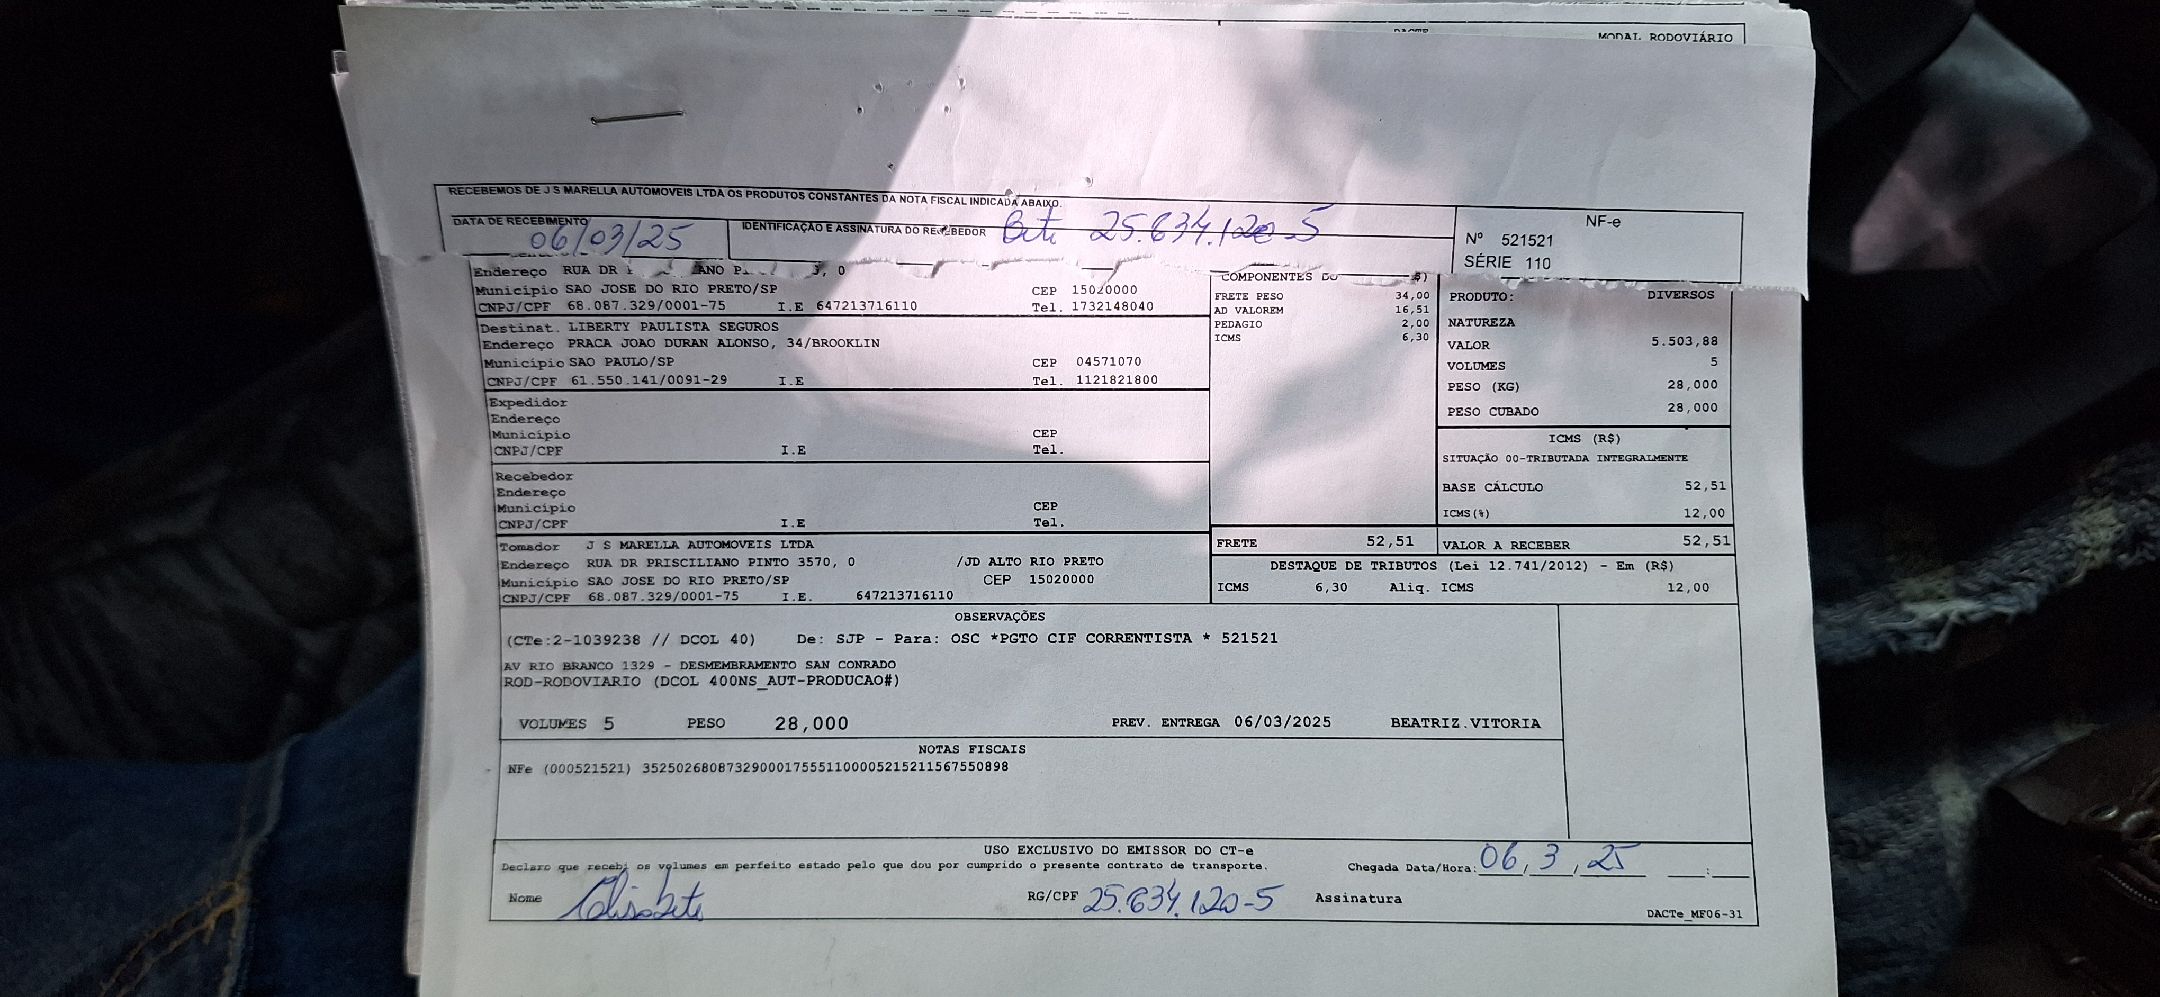 MODAL RODOVIÁRIO
RECEBEMOS DE J S MARELLA AUTOMOVEIS LTDA OS PRODUTOS CONSTANTES DA NOTA FISCAL INDICADA ABAIXO.
DATA DE RECEBIMENTO
06/03/25
IDENTIFICAÇÃO E ASSINATURA DO RECEBEDOR
25.634.120-5
NF-e
Nº 521521
SÉRIE 110
Endereço RUA DR
, 0
Município SAO JOSE DO RIO PRETO/SP CEP 15020000
CNPJ/CPF 68.087.329/0001-75 I.E 647213716110 Tel. 1732148040
Destinat. LIBERTY PAULISTA SEGUROS
Endereço PRACA JOAO DURAN ALONSO, 34/BROOKLIN
Município SAO PAULO/SP CEP 04571070
CNPJ/CPF 61.550.141/0091-29 I.E Tel. 1121821800
Expedidor
Endereço
Município CEP
CNPJ/CPF I.E Tel.
Recebedor
Endereço
Município CEP
CNPJ/CPF I.E Tel.
Tomador J S MARELLA AUTOMOVEIS LTDA
Endereço RUA DR PRISCILIANO PINTO 3570, 0 /JD ALTO RIO PRETO
Município SAO JOSE DO RIO PRETO/SP CEP 15020000
CNPJ/CPF 68.087.329/0001-75 I.E. 647213716110
COMPONENTES
FRETE PESO 34,00
AD VALOREM 16,51
PEDAGIO 2,00
ICMS 6,30
FRETE 52,51
PRODUTO: DIVERSOS
NATUREZA
VALOR 5.503,88
VOLUMES 5
PESO (KG) 28,000
PESO CUBADO 28,000
ICMS (R$)
SITUAÇÃO 00-TRIBUTADA INTEGRALMENTE
BASE CÁLCULO 52,51
ICMS(%) 12,00
VALOR A RECEBER 52,51
DESTAQUE DE TRIBUTOS (Lei 12.741/2012) - Em (R$)
ICMS 6,30 Aliq. ICMS 12,00
OBSERVAÇÕES
(CTe:2-1039238 // DCOL 40) De: SJP - Para: OSC *PGTO CIF CORRENTISTA * 521521
AV RIO BRANCO 1329 - DESMEMBRAMENTO SAN CONRADO
ROD-RODOVIARIO (DCOL 400NS_AUT-PRODUCAO#)
VOLUMES 5 PESO 28,000 PREV. ENTREGA 06/03/2025 BEATRIZ.VITORIA
NOTAS FISCAIS
NFe (000521521) 35250268087329000175551100005215211567550898
USO EXCLUSIVO DO EMISSOR DO CT-e
Declaro que recebi os volumes em perfeito estado pelo que dou por cumprido o presente contrato de transporte. Chegada Data/Hora: 06, 3, 25 :
Nome Elisabete RG/CPF 25.634.120-5 Assinatura
DACTe_MF06-31